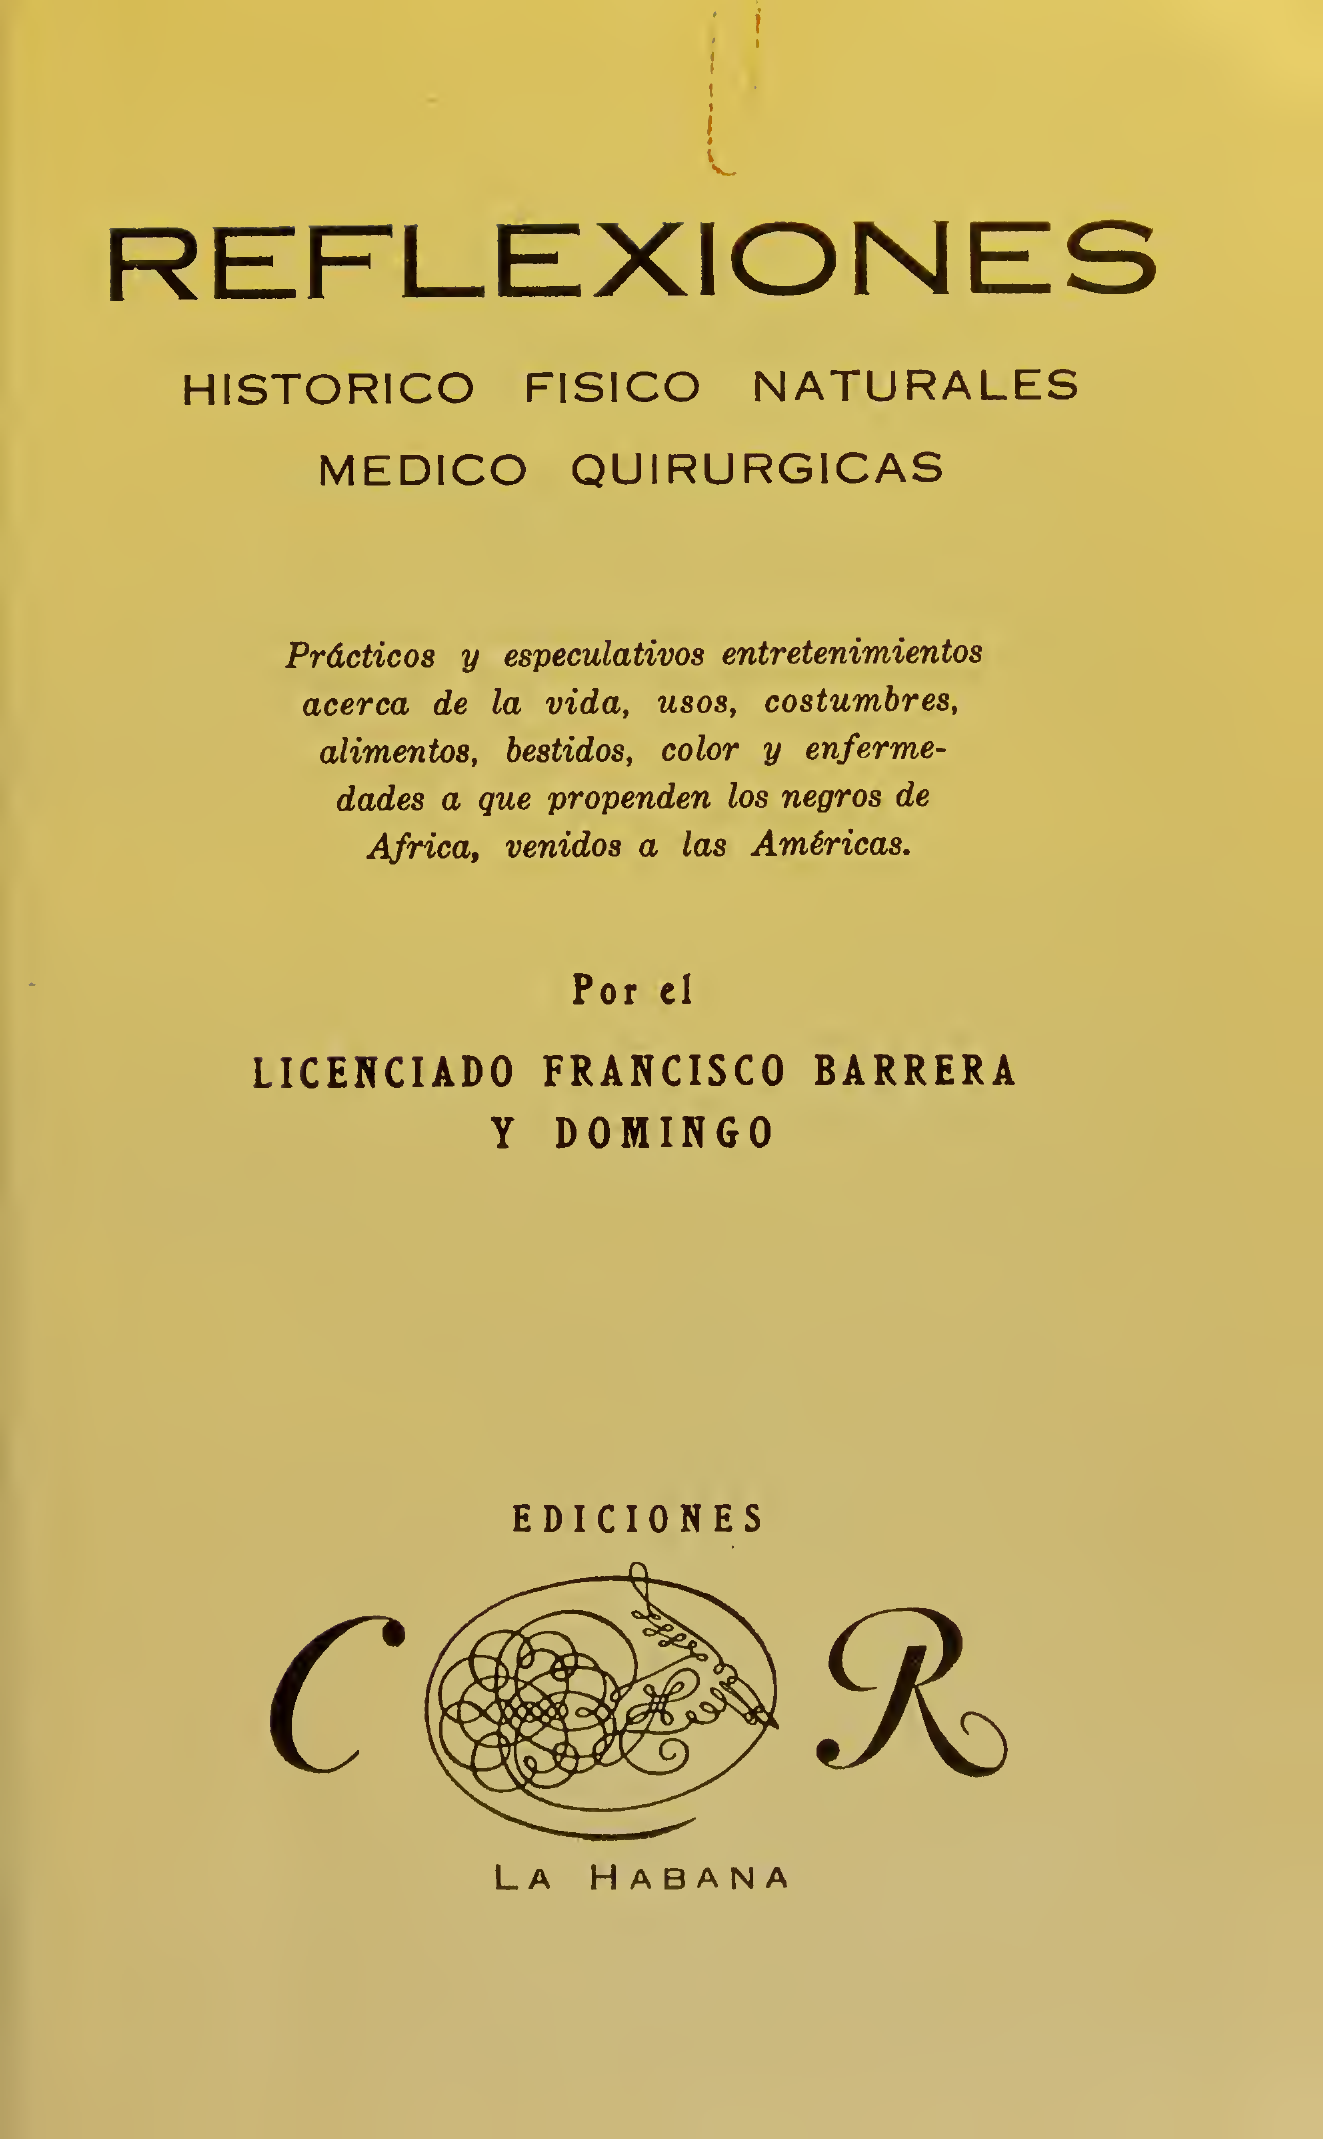 REFLEXIONES
HISTORICO FISICO NATURALES
MEDICO QUIRURGICAS
Prácticos y especulativos entretenimientos
acerca de la vida, usos, costumbres,
alimentos, bestidos, color y enferme-
dades a que propenden los negros de
Africa, venidos a las Américas.
Por el
LICENCIADO FRANCISCO BARRERA
Y DOMINGO
EDICIONES
C R
LA HABANA